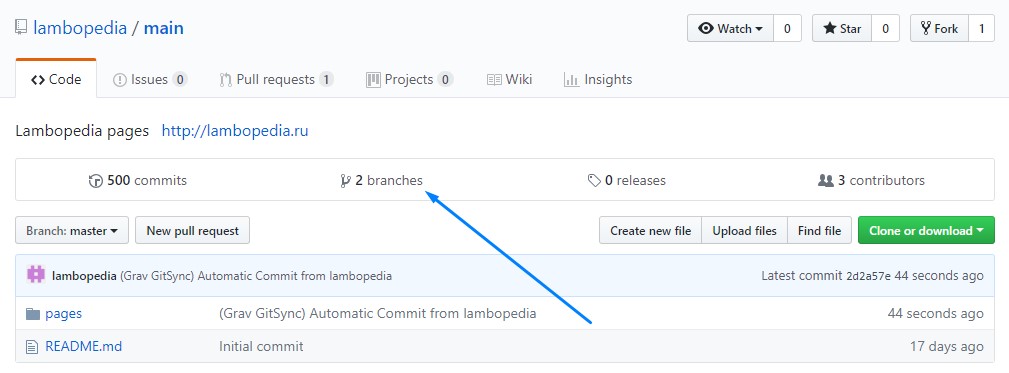 lambopedia / main Watch 0 Star 0 Fork 1
Code Issues 0 Pull requests 1 Projects 0 Wiki Insights
Lambopedia pages http://lambopedia.ru
500 commits 2 branches 0 releases 3 contributors
Branch: master New pull request Create new file Upload files Find file Clone or download
lambopedia (Grav GitSync) Automatic Commit from lambopedia Latest commit 2d2a57e 44 seconds ago
pages (Grav GitSync) Automatic Commit from lambopedia 44 seconds ago
README.md Initial commit 17 days ago